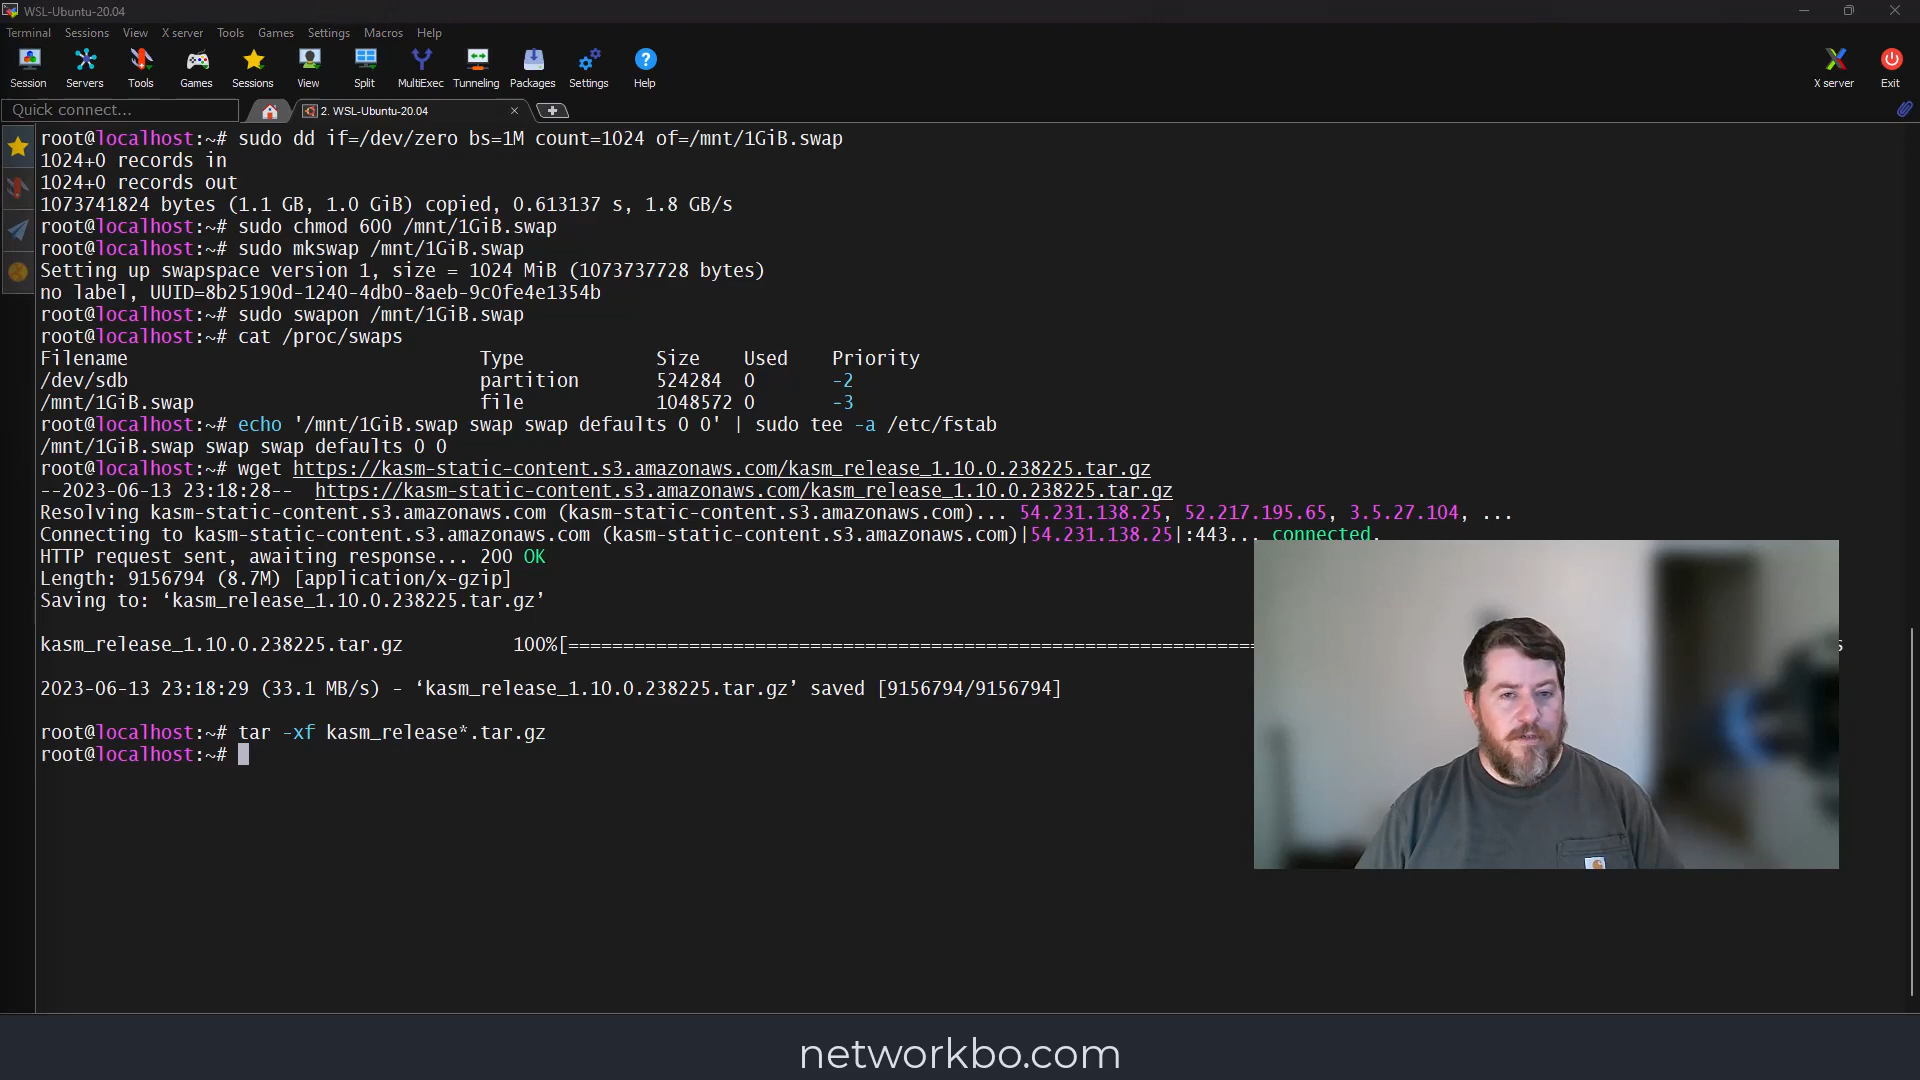 WSL-Ubuntu-20.04
Terminal Sessions View X server Tools Games Settings Macros Help
Session Servers Tools Games Sessions View Split MultiExec Tunneling Packages Settings Help X server Exit
Quick connect... 2. WSL-Ubuntu-20.04
root@localhost:~# sudo dd if=/dev/zero bs=1M count=1024 of=/mnt/1GiB.swap
1024+0 records in
1024+0 records out
1073741824 bytes (1.1 GB, 1.0 GiB) copied, 0.613137 s, 1.8 GB/s
root@localhost:~# sudo chmod 600 /mnt/1GiB.swap
root@localhost:~# sudo mkswap /mnt/1GiB.swap
Setting up swapspace version 1, size = 1024 MiB (1073737728 bytes)
no label, UUID=8b25190d-1240-4db0-8aeb-9c0fe4e1354b
root@localhost:~# sudo swapon /mnt/1GiB.swap
root@localhost:~# cat /proc/swaps
Filename Type Size Used Priority
/dev/sdb partition 524284 0 -2
/mnt/1GiB.swap file 1048572 0 -3
root@localhost:~# echo '/mnt/1GiB.swap swap swap defaults 0 0' | sudo tee -a /etc/fstab
/mnt/1GiB.swap swap swap defaults 0 0
root@localhost:~# wget https://kasm-static-content.s3.amazonaws.com/kasm_release_1.10.0.238225.tar.gz
--2023-06-13 23:18:28-- https://kasm-static-content.s3.amazonaws.com/kasm_release_1.10.0.238225.tar.gz
Resolving kasm-static-content.s3.amazonaws.com (kasm-static-content.s3.amazonaws.com)... 54.231.138.25, 52.217.195.65, 3.5.27.104, ...
Connecting to kasm-static-content.s3.amazonaws.com (kasm-static-content.s3.amazonaws.com)|54.231.138.25|:443... connected.
HTTP request sent, awaiting response... 200 OK
Length: 9156794 (8.7M) [application/x-gzip]
Saving to: ‘kasm_release_1.10.0.238225.tar.gz’
kasm_release_1.10.0.238225.tar.gz 100%[==============================================================
2023-06-13 23:18:29 (33.1 MB/s) - ‘kasm_release_1.10.0.238225.tar.gz’ saved [9156794/9156794]
root@localhost:~# tar -xf kasm_release*.tar.gz
root@localhost:~#
networkbo.com